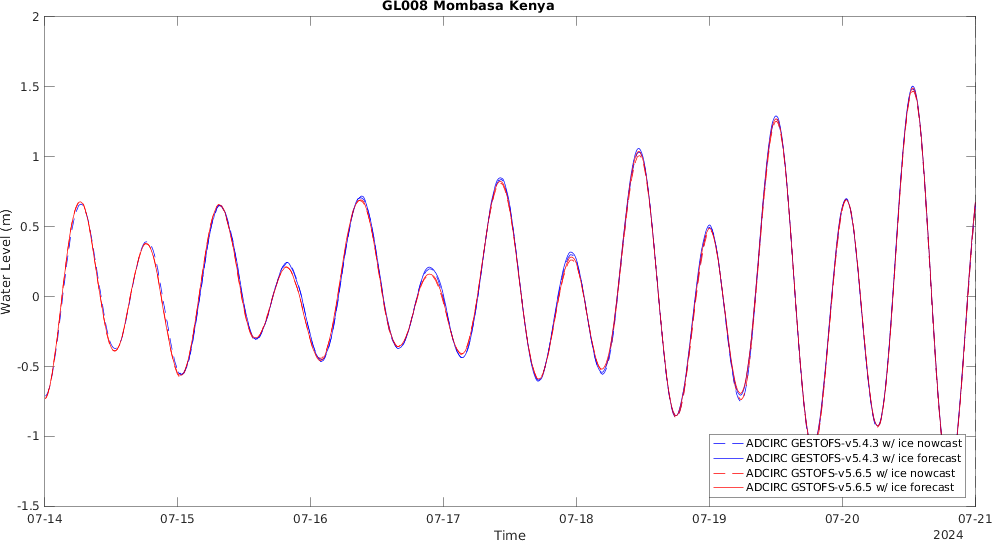 GL008 Mombasa Kenya
2
1.5
1
0.5
0
-0.5
-1
-1.5
Water Level (m)
ADCIRC GESTOFS-v5.4.3 w/ ice nowcast
ADCIRC GESTOFS-v5.4.3 w/ ice forecast
ADCIRC GSTOFS-v5.6.5 w/ ice nowcast
ADCIRC GSTOFS-v5.6.5 w/ ice forecast
07-14 07-15 07-16 07-17 07-18 07-19 07-20 07-21
Time
2024